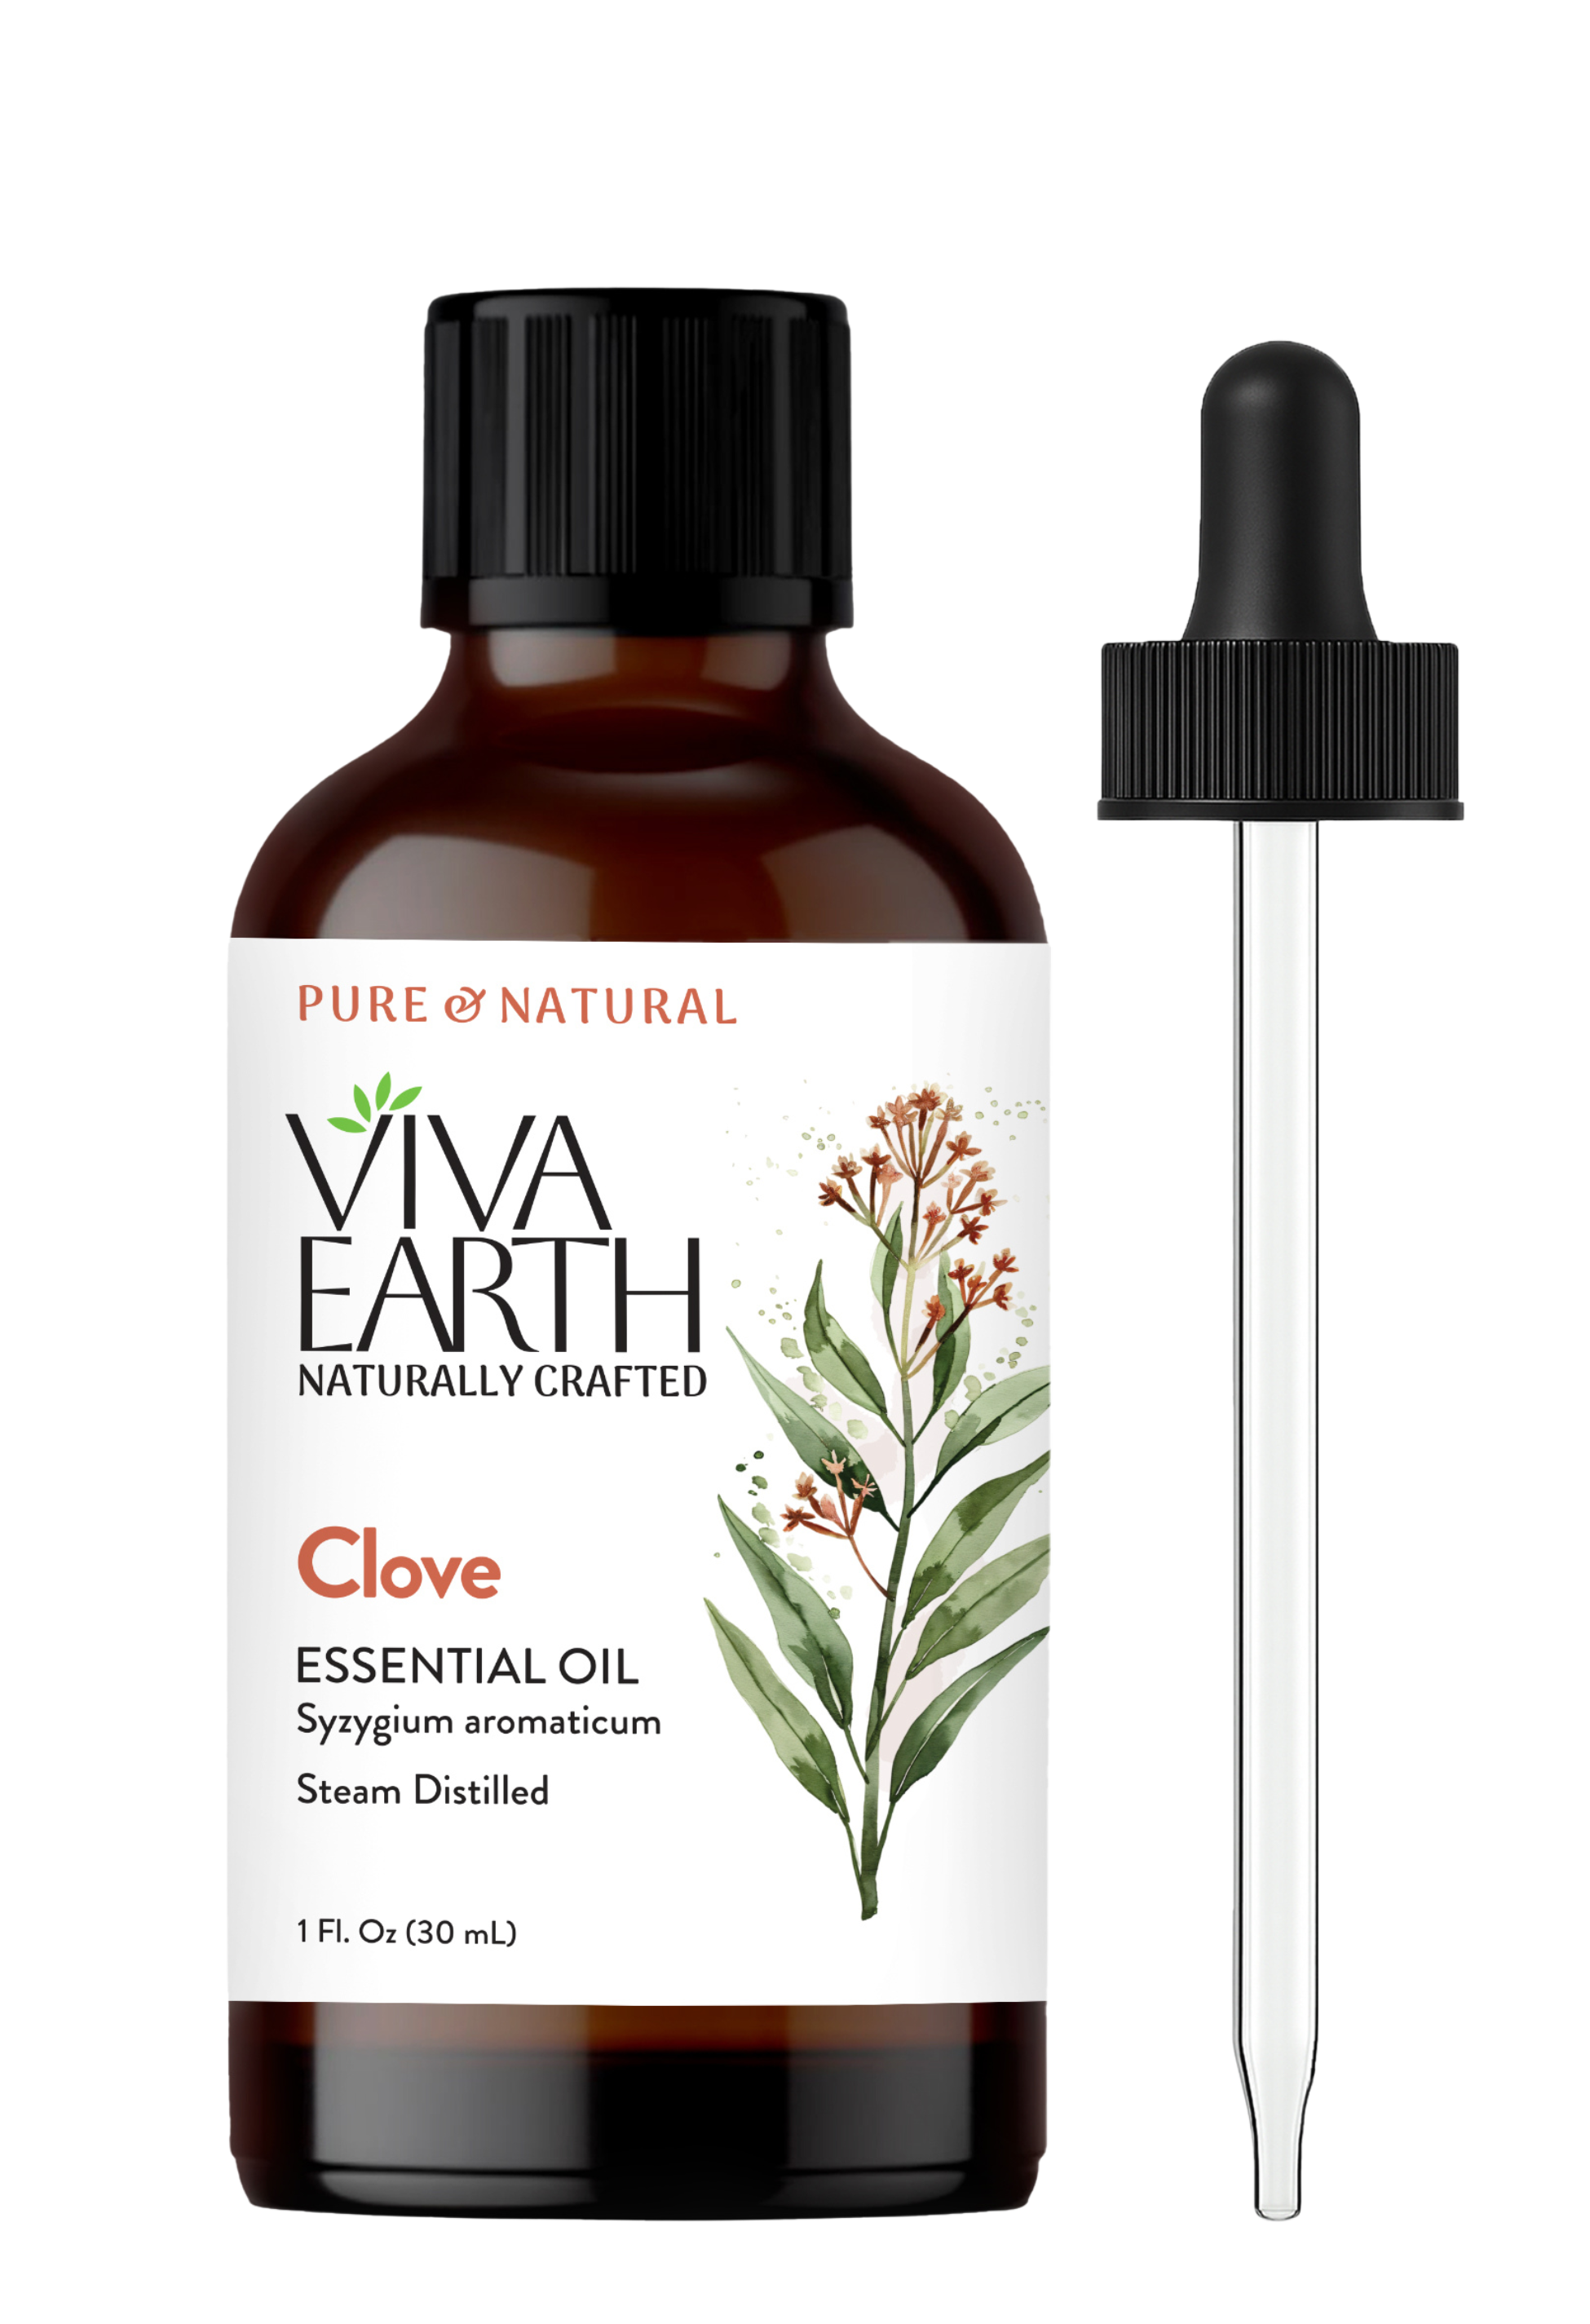 PURE & NATURAL
VIVA
EARTH
NATURALLY CRAFTED
Clove
ESSENTIAL OIL
Syzygium aromaticum
Steam Distilled
1 Fl. Oz (30 mL)